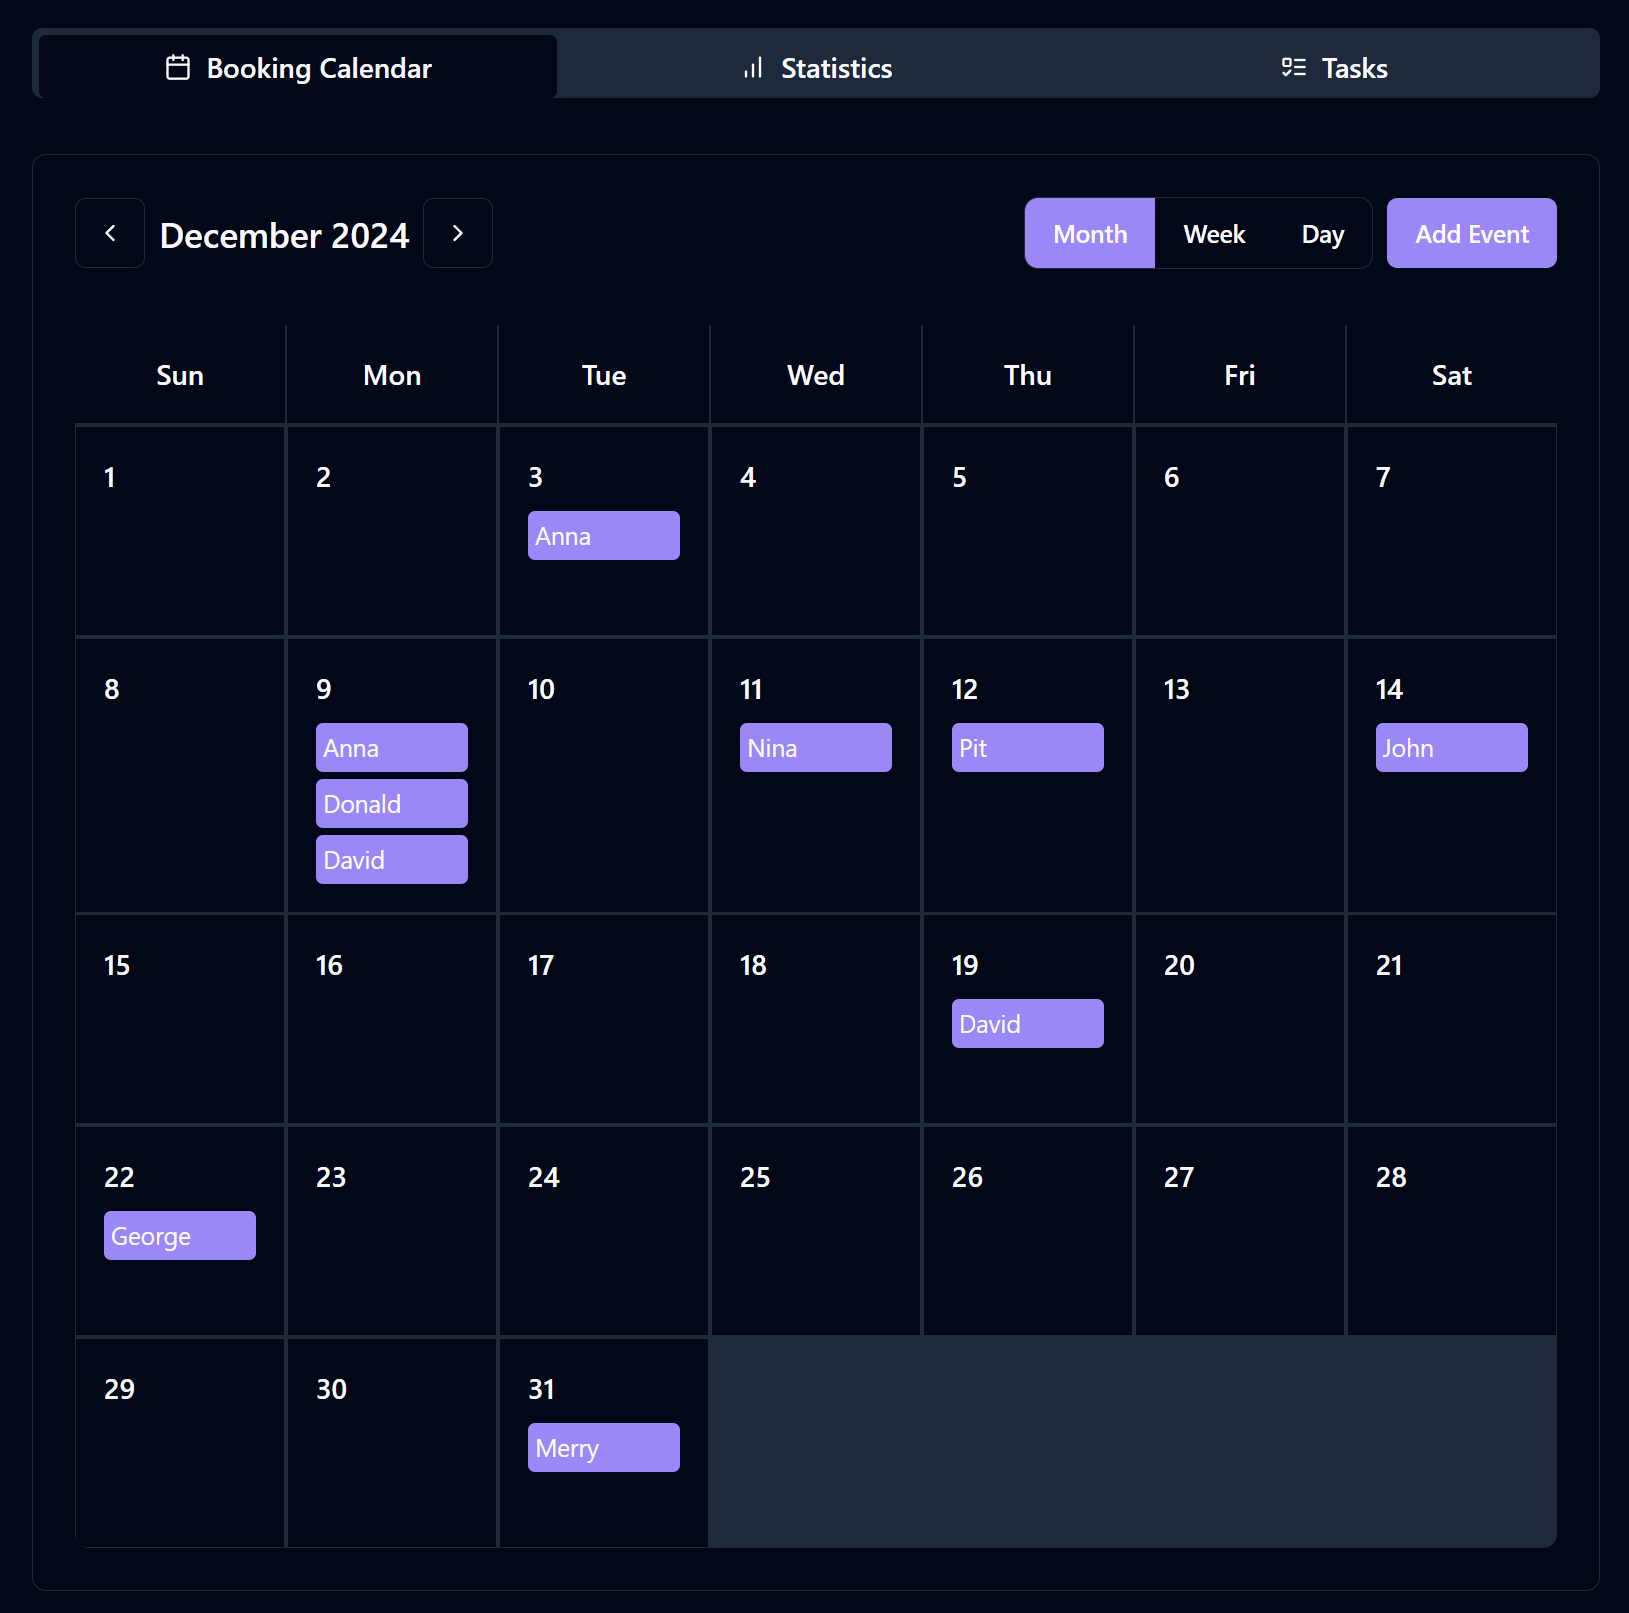 Booking Calendar Statistics Tasks
December 2024 Month Week Day Add Event
Sun Mon Tue Wed Thu Fri Sat
1 2 3 4 5 6 7
Anna
8 9 10 11 12 13 14
Anna Nina Pit John
Donald
David
15 16 17 18 19 20 21
David
22 23 24 25 26 27 28
George
29 30 31
Merry